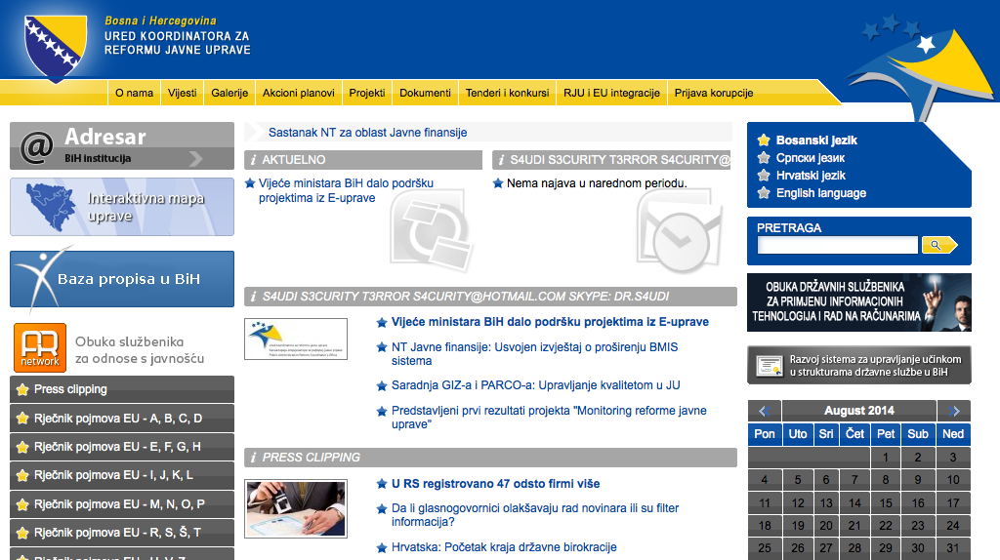 Bosna i Hercegovina
URED KOORDINATORA ZA
REFORMU JAVNE UPRAVE
O nama
Vijesti
Galerije
Akcioni planovi
Projekti
Dokumenti
Tenderi i konkursi
RJU i EU integracije
Prijava korupcije
@ Adresar
BiH institucija
Interaktivna mapa
uprave
Baza propisa u BiH
PR
network
Obuka službenika
za odnose s javnošću
Press clipping
Rječnik pojmova EU - A, B, C, D
Rječnik pojmova EU - E, F, G, H
Rječnik pojmova EU - I, J, K, L
Rječnik pojmova EU - M, N, O, P
Rječnik pojmova EU - R, S, Š, T
Sastanak NT za oblast Javne finansije
i AKTUELNO
Vijeće ministara BiH dalo podršku
projektima iz E-uprave
i S4UDI S3CURITY T3RROR S4CURITY@
Nema najava u narednom periodu.
i S4UDI S3CURITY T3RROR S4CURITY@HOTMAIL.COM SKYPE: DR.S4UDI
Vijeće ministara BiH dalo podršku projektima iz E-uprave
NT Javne finansije: Usvojen izvještaj o proširenju BMIS
sistema
Saradnja GIZ-a i PARCO-a: Upravljanje kvalitetom u JU
Predstavljeni prvi rezultati projekta "Monitoring reforme javne
uprave"
i PRESS CLIPPING
U RS registrovano 47 odsto firmi više
Da li glasnogovornici olakšavaju rad novinara ili su filter
informacija?
Hrvatska: Početak kraja državne birokracije
Bosanski jezik
Српски језик
Hrvatski jezik
English language
PRETRAGA
OBUKA DRŽAVNIH SLUŽBENIKA
ZA PRIMJENU INFORMACIONIH
TEHNOLOGIJA I RAD NA RAČUNARIMA
Razvoj sistema za upravljanje učinkom
u strukturama državne službe u BiH
« August 2014 »
Pon Uto Sri Čet Pet Sub Ned
1 2 3
4 5 6 7 8 9 10
11 12 13 14 15 16 17
18 19 20 21 22 23 24
25 26 27 28 29 30 31